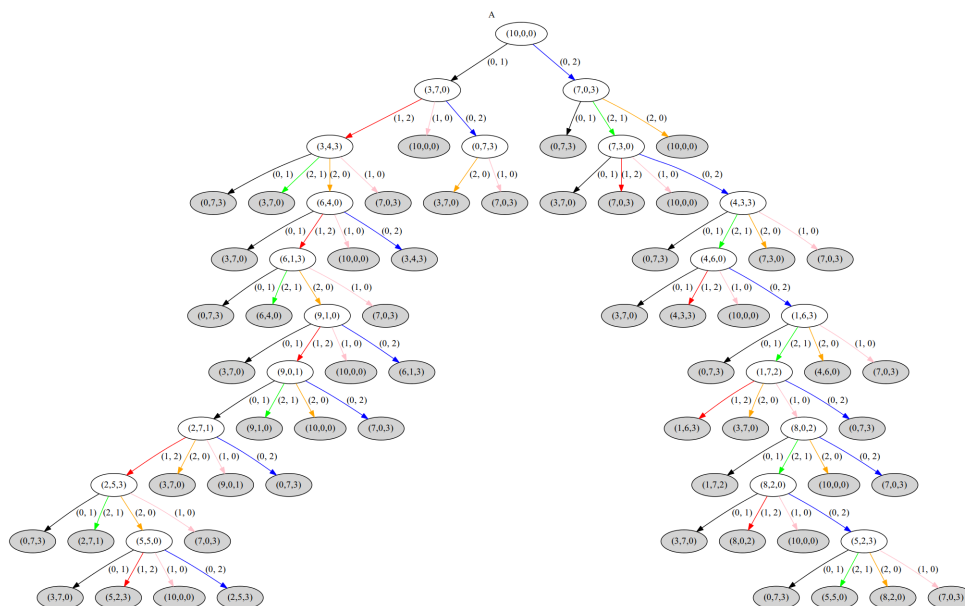 A
(10,0,0)
(0, 1) (0, 2)
(3,7,0) (7,0,3)
(1, 2) (1, 0) (0, 2) (0, 1) (2, 1) (2, 0)
(3,4,3) (10,0,0) (0,7,3) (0,7,3) (7,3,0) (10,0,0)
(0, 1) (2, 1) (2, 0) (1, 0) (2, 0) (1, 0) (0, 1) (1, 2) (1, 0) (0, 2)
(0,7,3) (3,7,0) (6,4,0) (7,0,3) (3,7,0) (7,0,3) (3,7,0) (7,0,3) (10,0,0) (4,3,3)
(0, 1) (1, 2) (1, 0) (0, 2) (0, 1) (2, 1) (2, 0) (1, 0)
(3,7,0) (6,1,3) (10,0,0) (3,4,3) (0,7,3) (4,6,0) (7,3,0) (7,0,3)
(0, 1) (2, 1) (2, 0) (1, 0) (0, 1) (1, 2) (1, 0) (0, 2)
(0,7,3) (6,4,0) (9,1,0) (7,0,3) (3,7,0) (4,3,3) (10,0,0) (1,6,3)
(0, 1) (1, 2) (1, 0) (0, 2) (0, 1) (2, 1) (2, 0) (1, 0)
(3,7,0) (9,0,1) (10,0,0) (6,1,3) (0,7,3) (1,7,2) (4,6,0) (7,0,3)
(0, 1) (2, 1) (2, 0) (0, 2) (1, 2) (2, 0) (1, 0) (0, 2)
(2,7,1) (9,1,0) (10,0,0) (7,0,3) (1,6,3) (3,7,0) (8,0,2) (0,7,3)
(1, 2) (2, 0) (1, 0) (0, 2) (0, 1) (2, 1) (2, 0) (0, 2)
(2,5,3) (3,7,0) (9,0,1) (0,7,3) (1,7,2) (8,2,0) (10,0,0) (7,0,3)
(0, 1) (2, 1) (2, 0) (1, 0) (0, 1) (1, 2) (1, 0) (0, 2)
(0,7,3) (2,7,1) (5,5,0) (7,0,3) (3,7,0) (8,0,2) (10,0,0) (5,2,3)
(0, 1) (1, 2) (1, 0) (0, 2) (0, 1) (2, 1) (2, 0) (1, 0)
(3,7,0) (5,2,3) (10,0,0) (2,5,3) (0,7,3) (5,5,0) (8,2,0) (7,0,3)